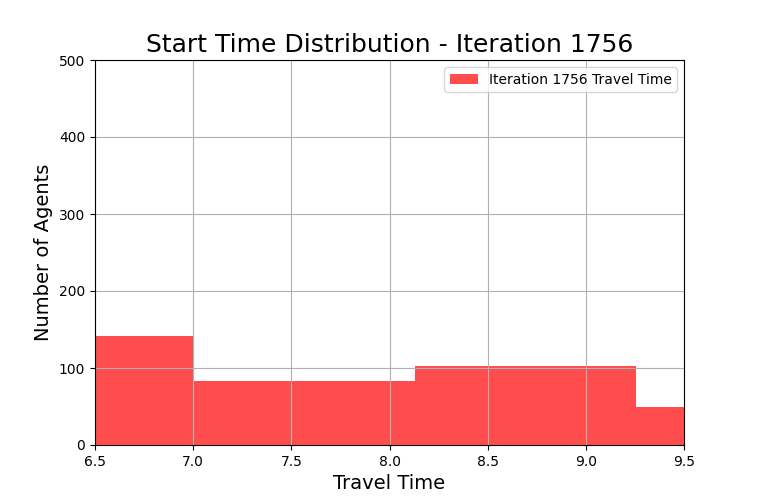 Start Time Distribution - Iteration 1756
500
Iteration 1756 Travel Time
400
300
200
100
0
Number of Agents
6.5 7.0 7.5 8.0 8.5 9.0 9.5
Travel Time